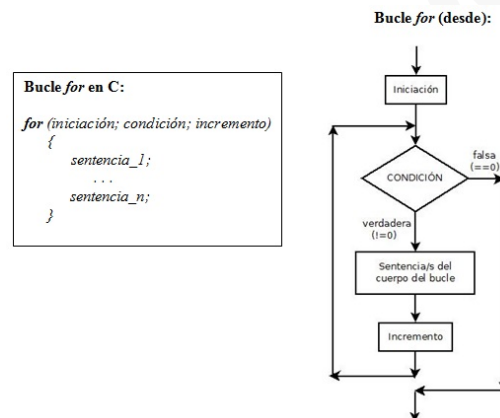 Bucle for (desde):
Bucle for en C:
for (iniciación; condición; incremento)
{
sentencia_1;
. . .
sentencia_n;
}
Iniciación
CONDICIÓN
falsa
(==0)
verdadera
(!=0)
Sentencia/s del
cuerpo del bucle
Incremento